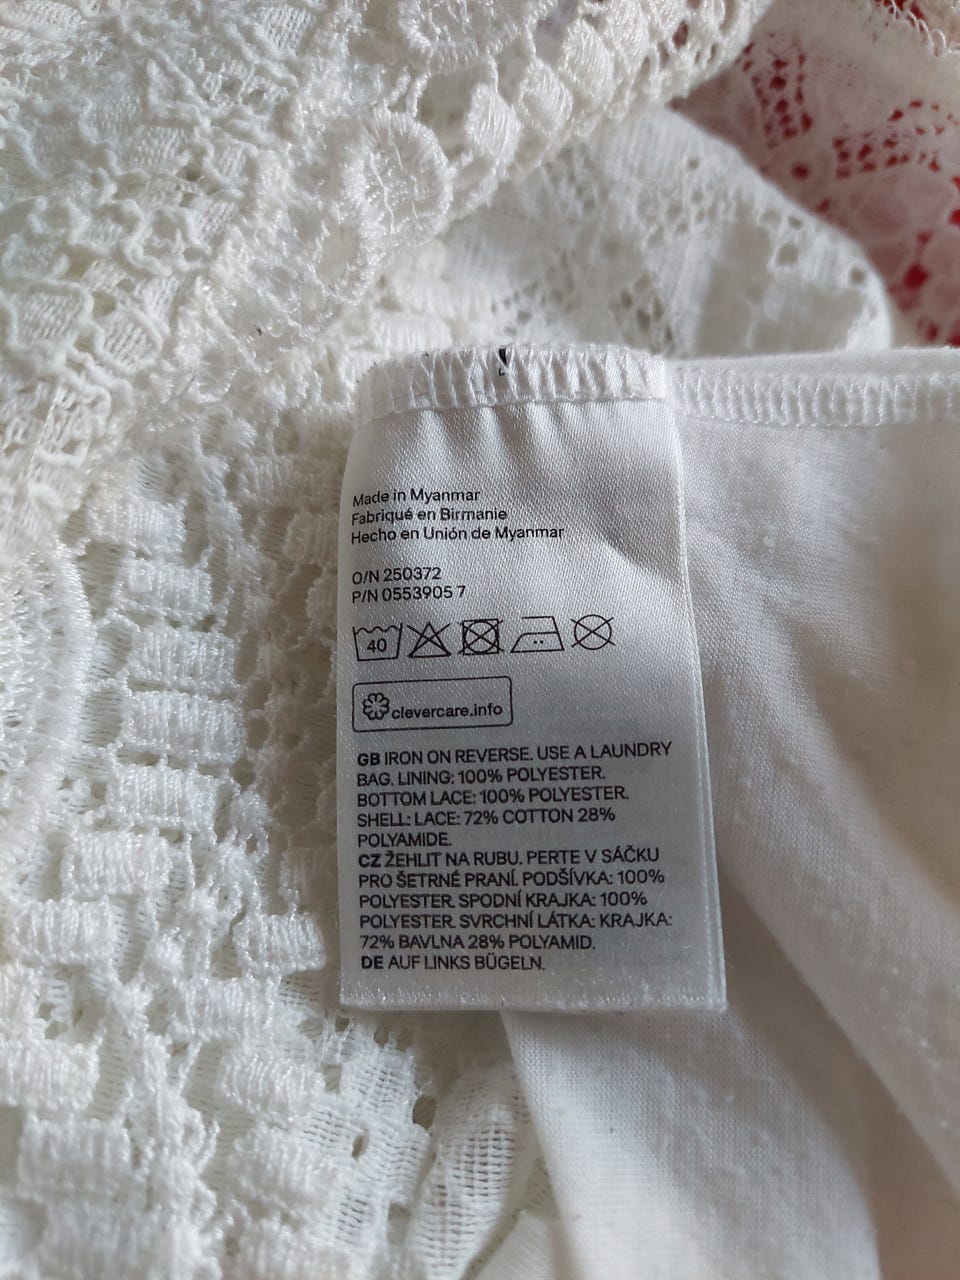 Made in Myanmar
Fabriqué en Birmanie
Hecho en Unión de Myanmar
O/N 250372
P/N 0553905 7
40
clevercare.info
GB IRON ON REVERSE. USE A LAUNDRY
BAG. LINING: 100% POLYESTER.
BOTTOM LACE: 100% POLYESTER.
SHELL: LACE: 72% COTTON 28%
POLYAMIDE.
CZ ŽEHLIT NA RUBU. PERTE V SÁČKU
PRO ŠETRNÉ PRANÍ. PODŠÍVKA: 100%
POLYESTER. SPODNÍ KRAJKA: 100%
POLYESTER. SVRCHNÍ LÁTKA: KRAJKA:
72% BAVLNA 28% POLYAMID.
DE AUF LINKS BÜGELN.